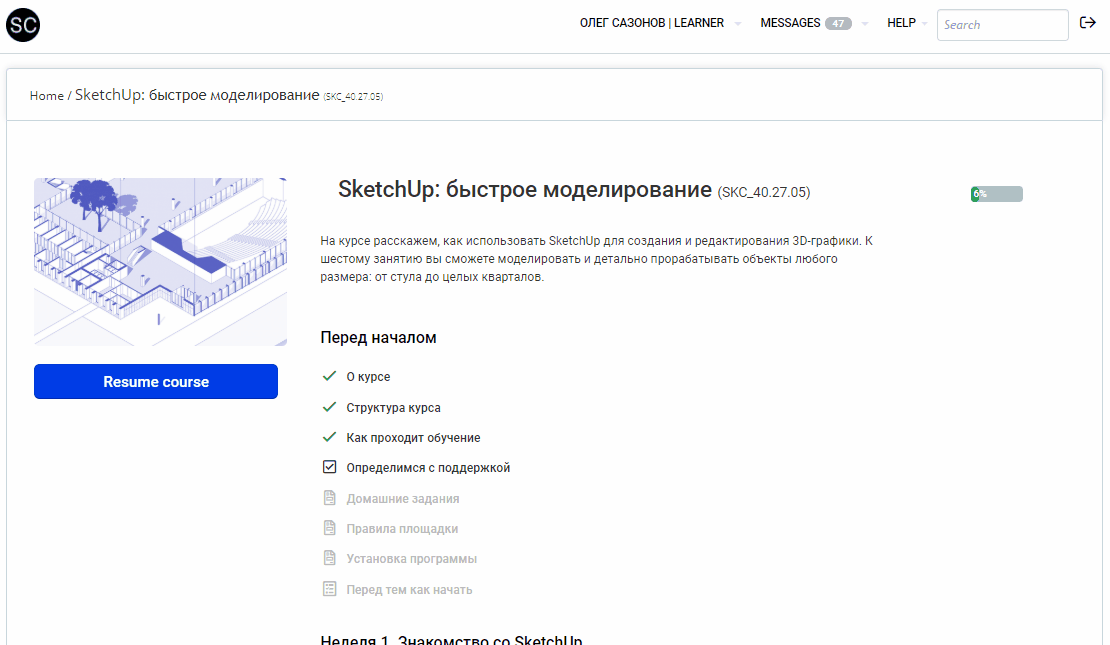 SC
ОЛЕГ САЗОНОВ | LEARNER MESSAGES 47 HELP Search
Home / SketchUp: быстрое моделирование (SKC_40.27.05)
SketchUp: быстрое моделирование (SKC_40.27.05)
6%
На курсе расскажем, как использовать SketchUp для создания и редактирования 3D-графики. К
шестому занятию вы сможете моделировать и детально прорабатывать объекты любого
размера: от стула до целых кварталов.
Перед началом
Resume course
О курсе
Структура курса
Как проходит обучение
Определимся с поддержкой
Домашние задания
Правила площадки
Установка программы
Перед тем как начать
Неделя 1. Знакомство со SketchUp